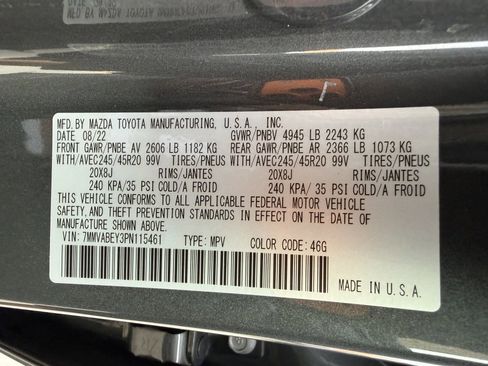 MFD. BY MAZDA TOYOTA MANUFACTURING, U.S.A., INC.
DATE 08/22 GVWR/PNBV 4945 LB 2243 KG
FRONT GAWR/PNBE AV 2606 LB 1182 KG REAR GAWR/PNBE AR 2366 LB 1073 KG
WITH/AVEC245/45R20 99V TIRES/PNEUS WITH/AVEC245/45R20 99V TIRES/PNEUS
20X8J RIMS/JANTES 20X8J RIMS/JANTES
240 KPA/35 PSI COLD/A FROID 240 KPA/35 PSI COLD/A FROID
THIS VEHICLE CONFORMS TO ALL APPLICABLE FEDERAL MOTOR VEHICLE
SAFETY, AND THEFT PREVENTION STANDARDS IN EFFECT ON THE DATE OF
MANUFACTURE SHOWN ABOVE.
VIN: 7MMVABEY3PN115461 TYPE: MPV COLOR CODE: 46G
MADE IN U.S.A.